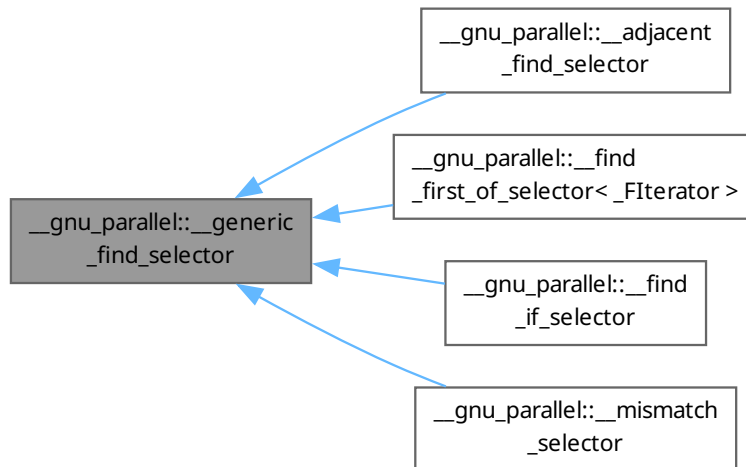 __gnu_parallel::__adjacent
_find_selector
__gnu_parallel::__find
_first_of_selector< _FIterator >
__gnu_parallel::__generic
_find_selector
__gnu_parallel::__find
_if_selector
__gnu_parallel::__mismatch
_selector